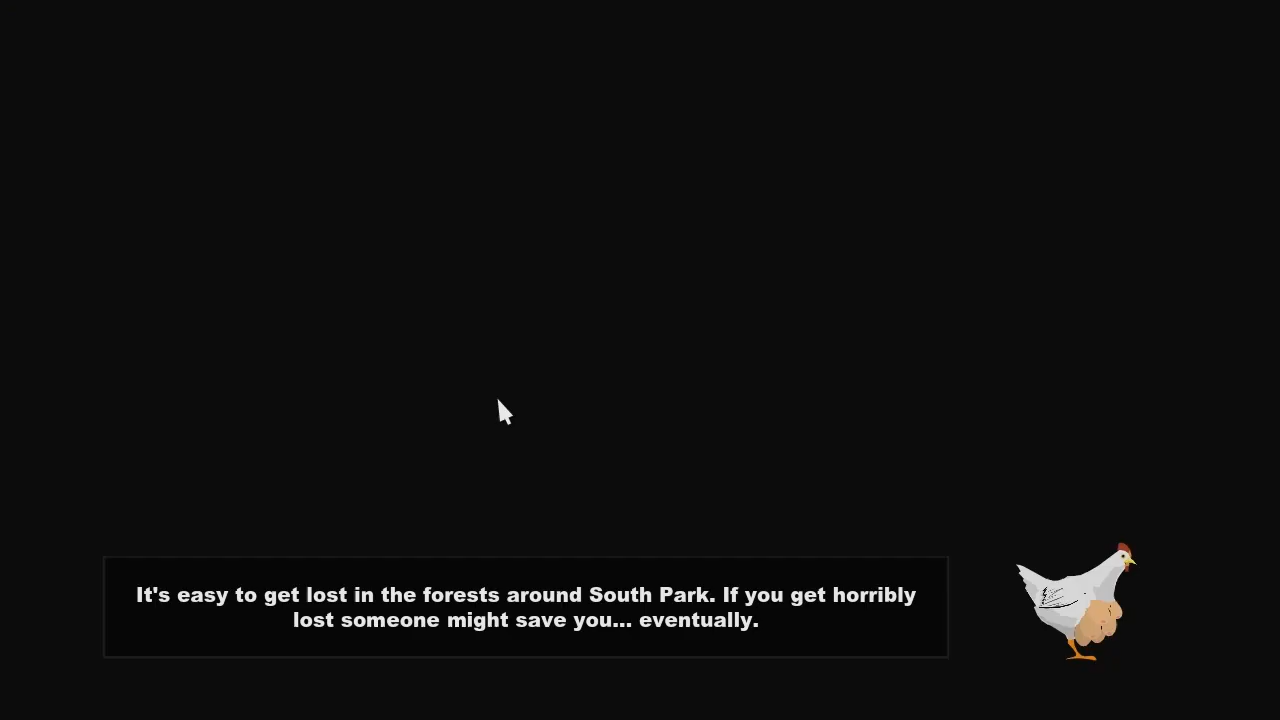 It's easy to get lost in the forests around South Park. If you get horribly
lost someone might save you... eventually.